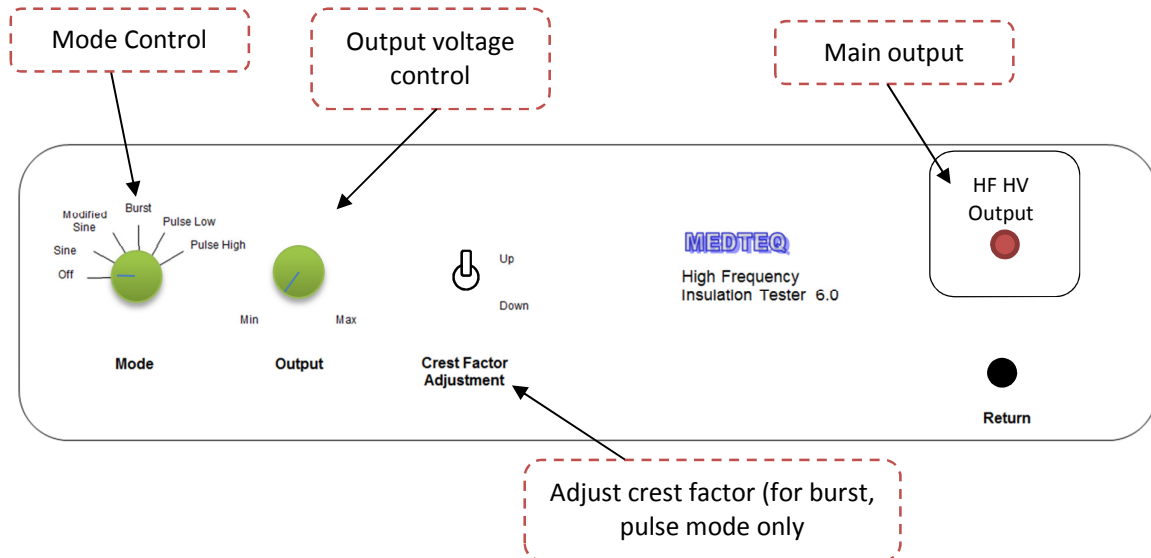 Mode Control
Output voltage
control
Main output
HF HV
Output
Burst
Modified
Sine
Pulse Low
Pulse High
Sine
Off
Up
Down
MEDTEQ
High Frequency
Insulation Tester 6.0
Min
Max
Mode
Output
Crest Factor
Adjustment
Return
Adjust crest factor (for burst,
pulse mode only